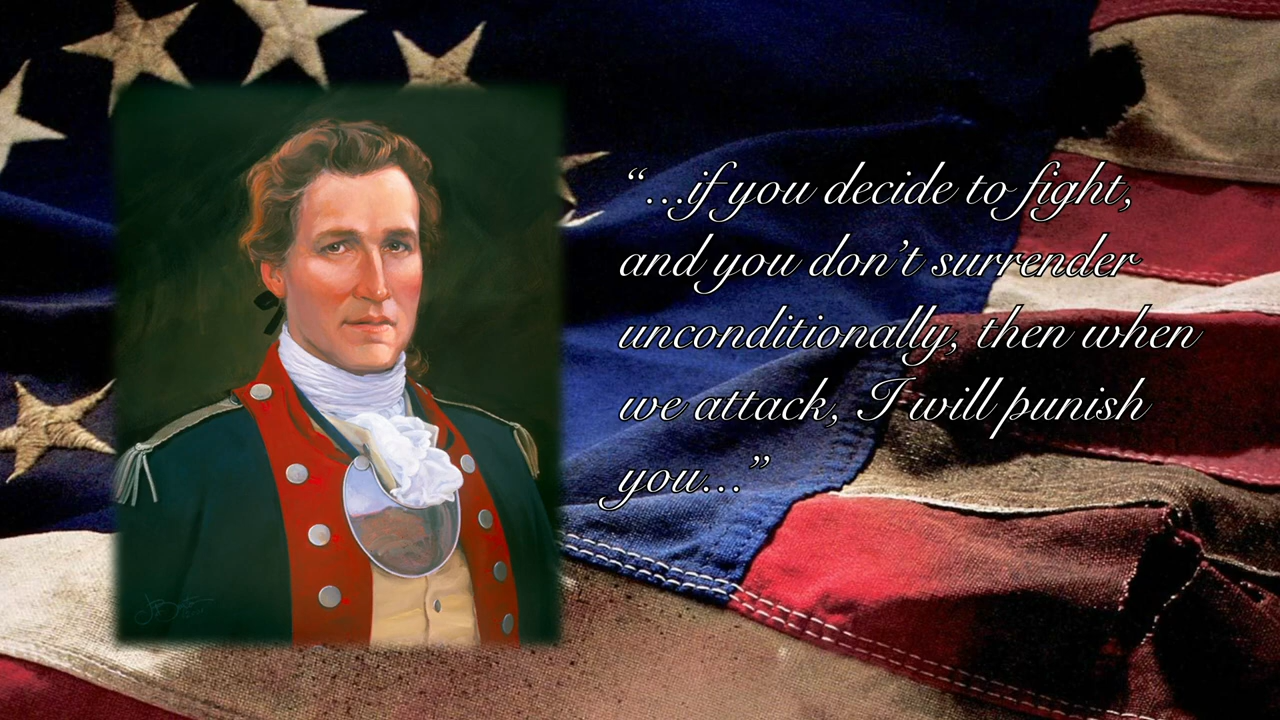 “...if you decide to fight,
and you don’t surrender
unconditionally, then when
we attack, I will punish
you...”